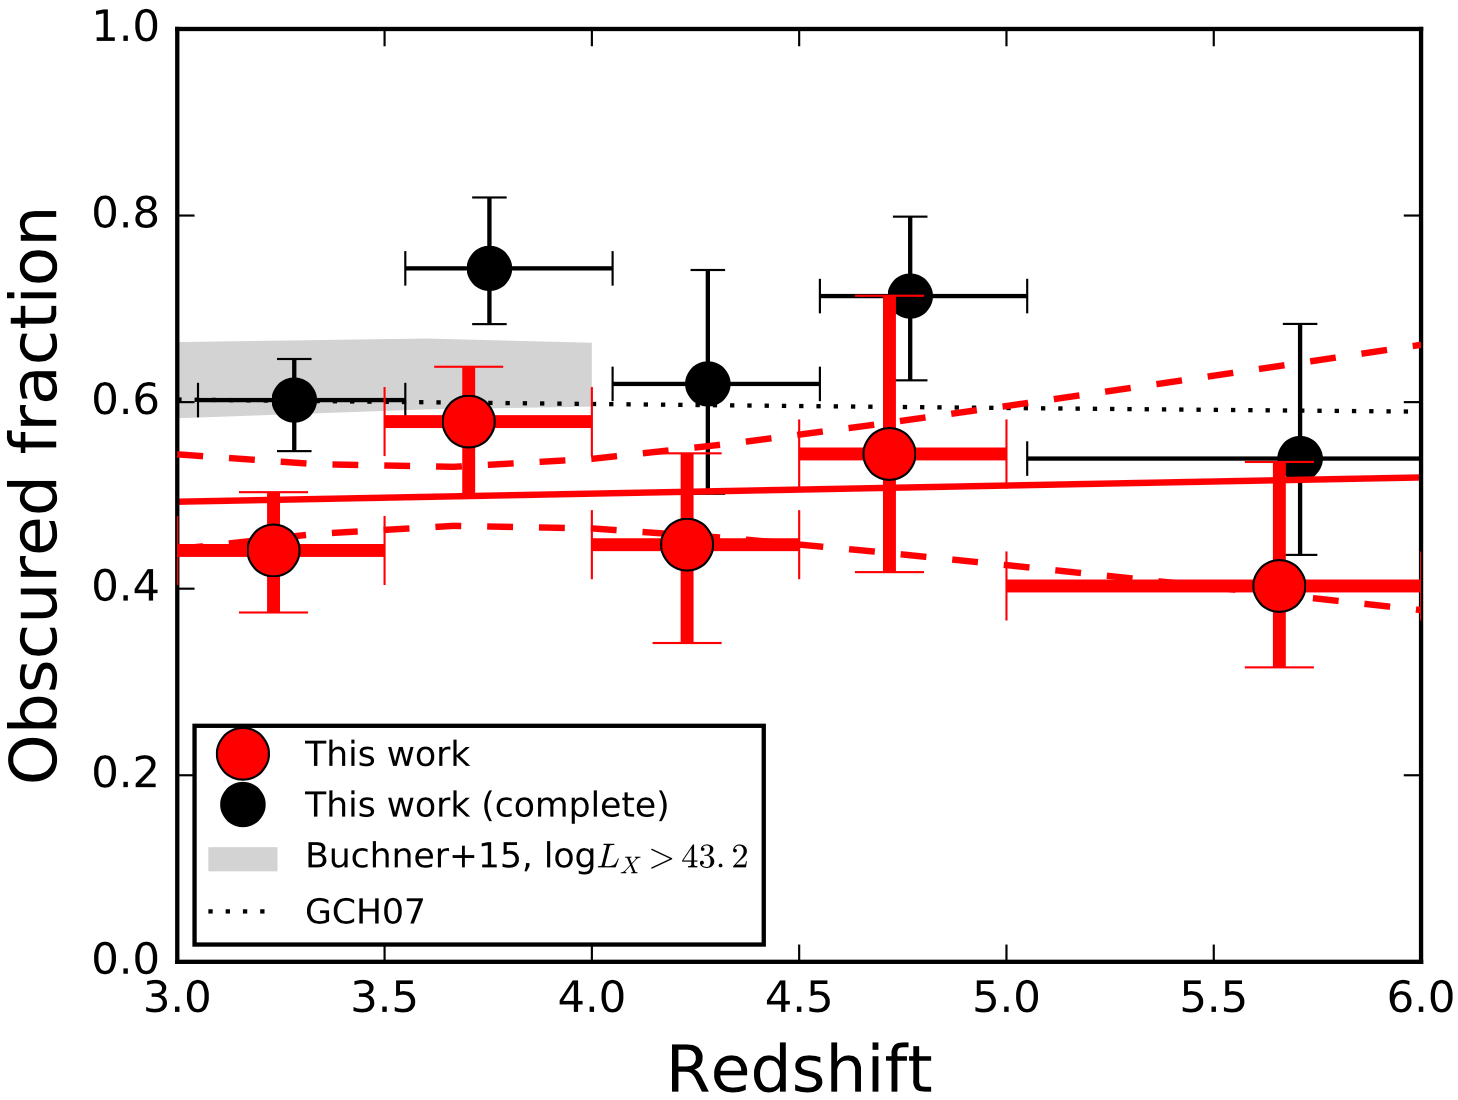 1.0
0.8
0.6
0.4
0.2
0.0
Obscured fraction
This work
This work (complete)
Buchner+15, log$L_X > 43.2$
GCH07
3.0 3.5 4.0 4.5 5.0 5.5 6.0
Redshift